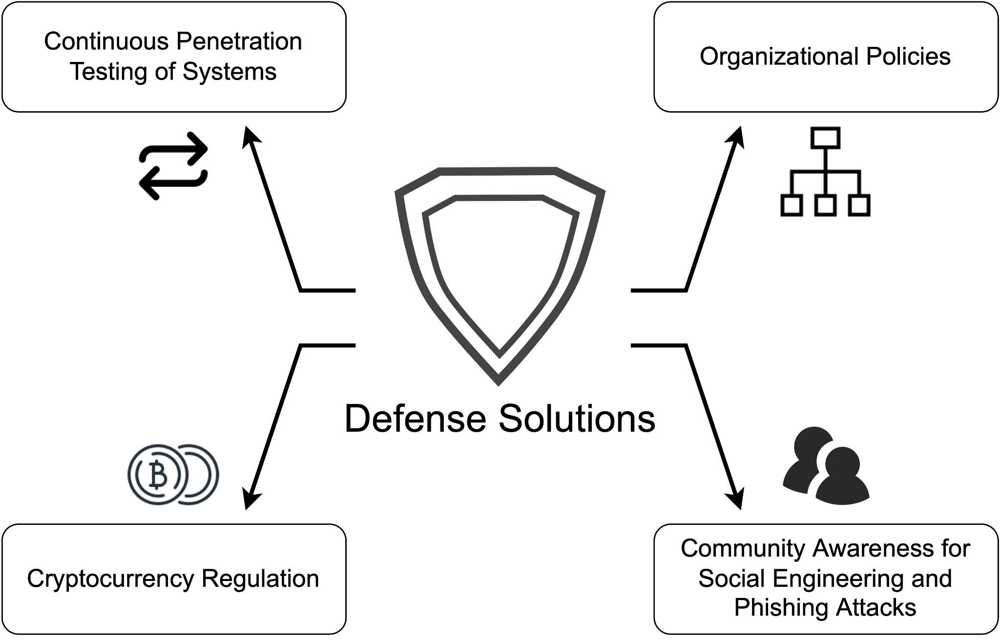 Continuous Penetration
Testing of Systems
Organizational Policies
Defense Solutions
Cryptocurrency Regulation
Community Awareness for
Social Engineering and
Phishing Attacks